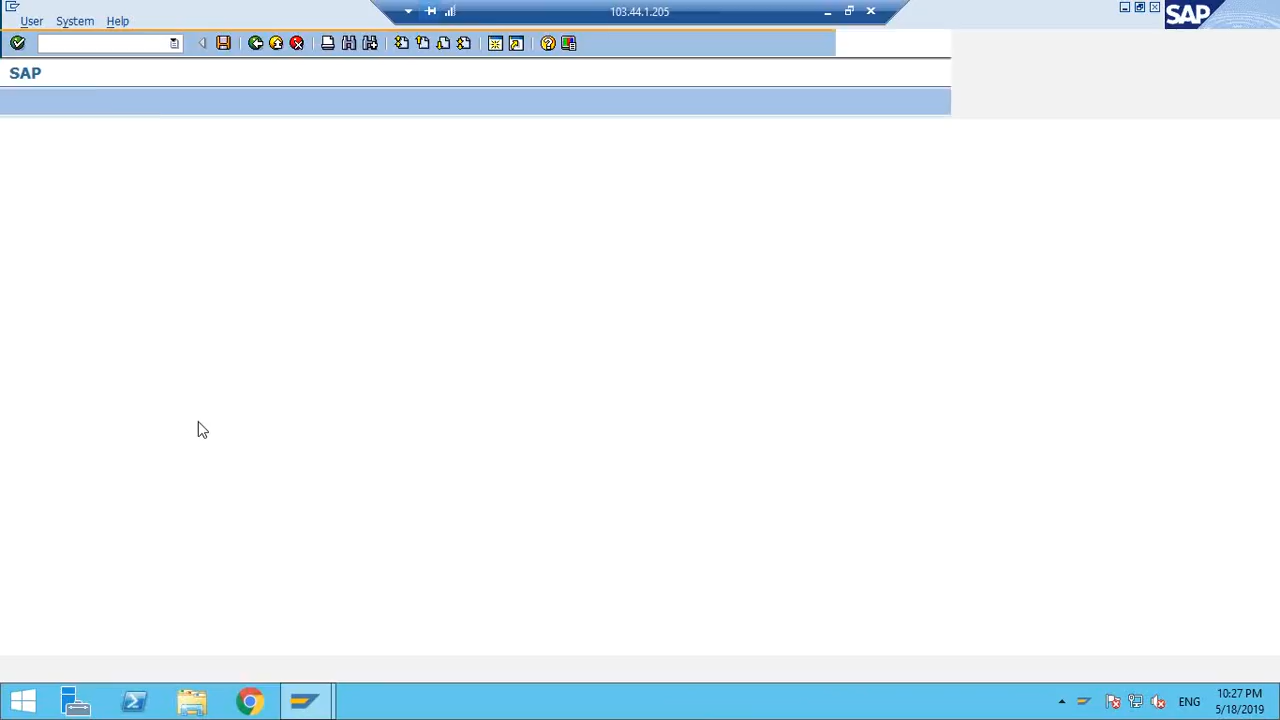 103.44.1.205
User System Help
SAP
SAP
10:27 PM
ENG
5/18/2019